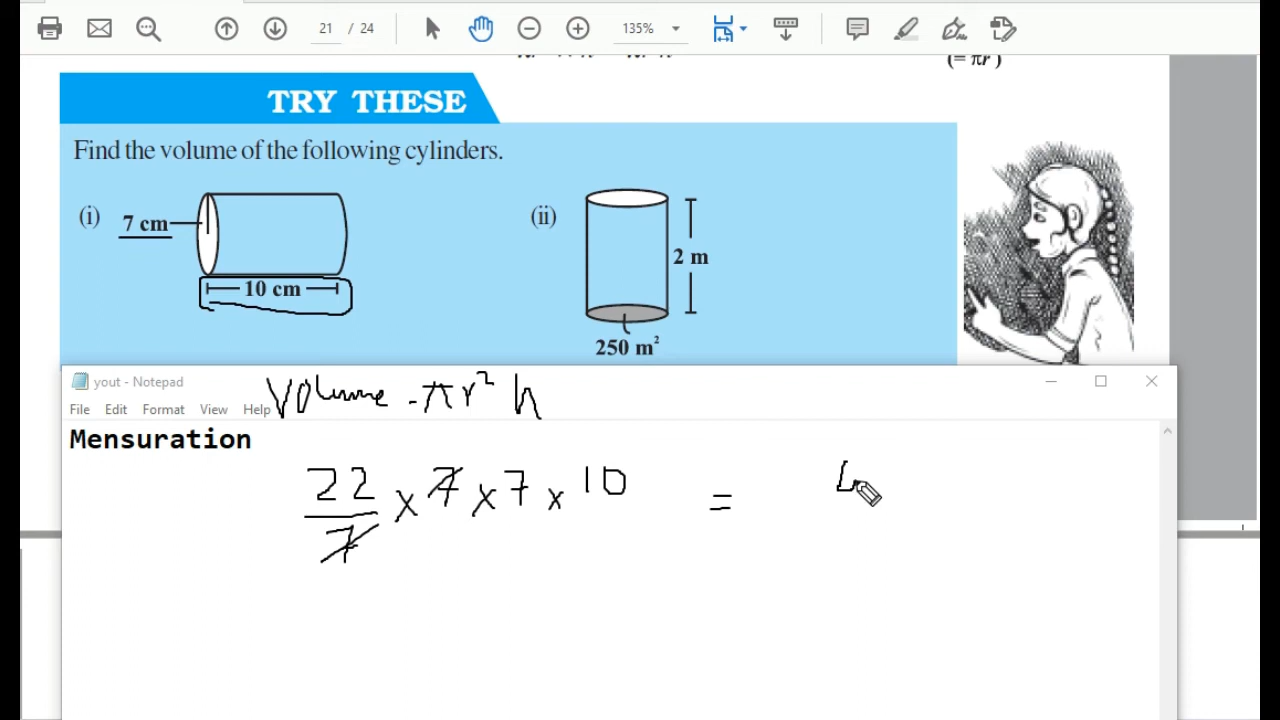 21 / 24
135%
(= πr )
TRY THESE
Find the volume of the following cylinders.
(i) 7 cm
10 cm
(ii) 2 m
250 m²
yout - Notepad
Volume - πr² h
File Edit Format View Help
Mensuration
22/7 × 7 × 7 × 10 =